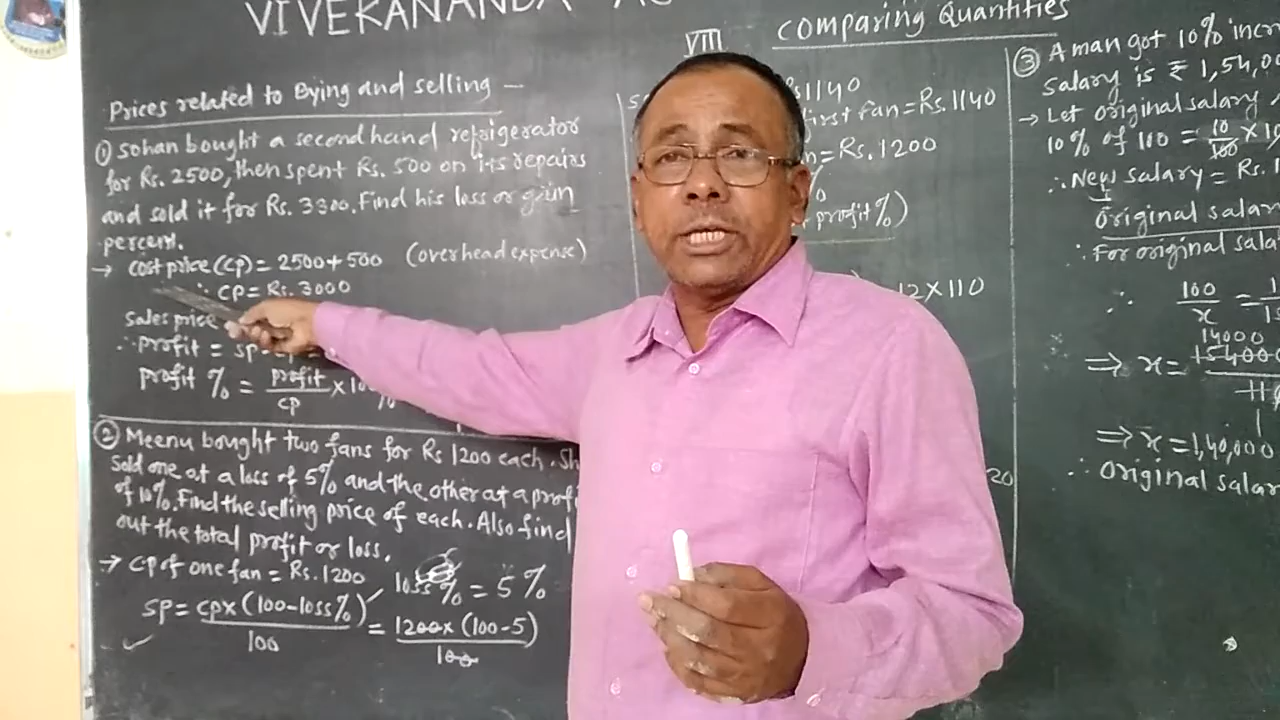 VIVEKANANDA
VIII
Comparing Quantities
Prices related to Bying and selling —
① Sohan bought a second hand refrigerator
for Rs. 2500, then spent Rs. 500 on its repairs
and sold it for Rs. 3300. Find his loss or gain
percent.
→ Cost price (CP) = 2500+500 (overhead expense)
∴ CP = Rs. 3000
Sales price
∴ profit = SP-
profit % = profit/CP × 100 %
② Meenu bought two fans for Rs 1200 each. Sh
Sold one at a loss of 5% and the other at a profi
of 10%. Find the selling price of each. Also find
out the total profit or loss.
→ CP of one fan = Rs. 1200 loss % = 5 %
SP = CP x (100-loss%)/100 = 1200 x (100-5)/100
Rs 1140
first fan = Rs. 1140
= Rs. 1200
profit %)
12 X 110
20
③ A man got 10% incr
Salary is ₹ 1,54,00
→ Let original salary
10% of 100 = 10/100 × 10
∴ New salary = Rs. 1
original salar
∴ For original sala
∴ 100/x = 1
14000
⇒ x = 15400
⇒ x = 1,40,000
∴ original salar